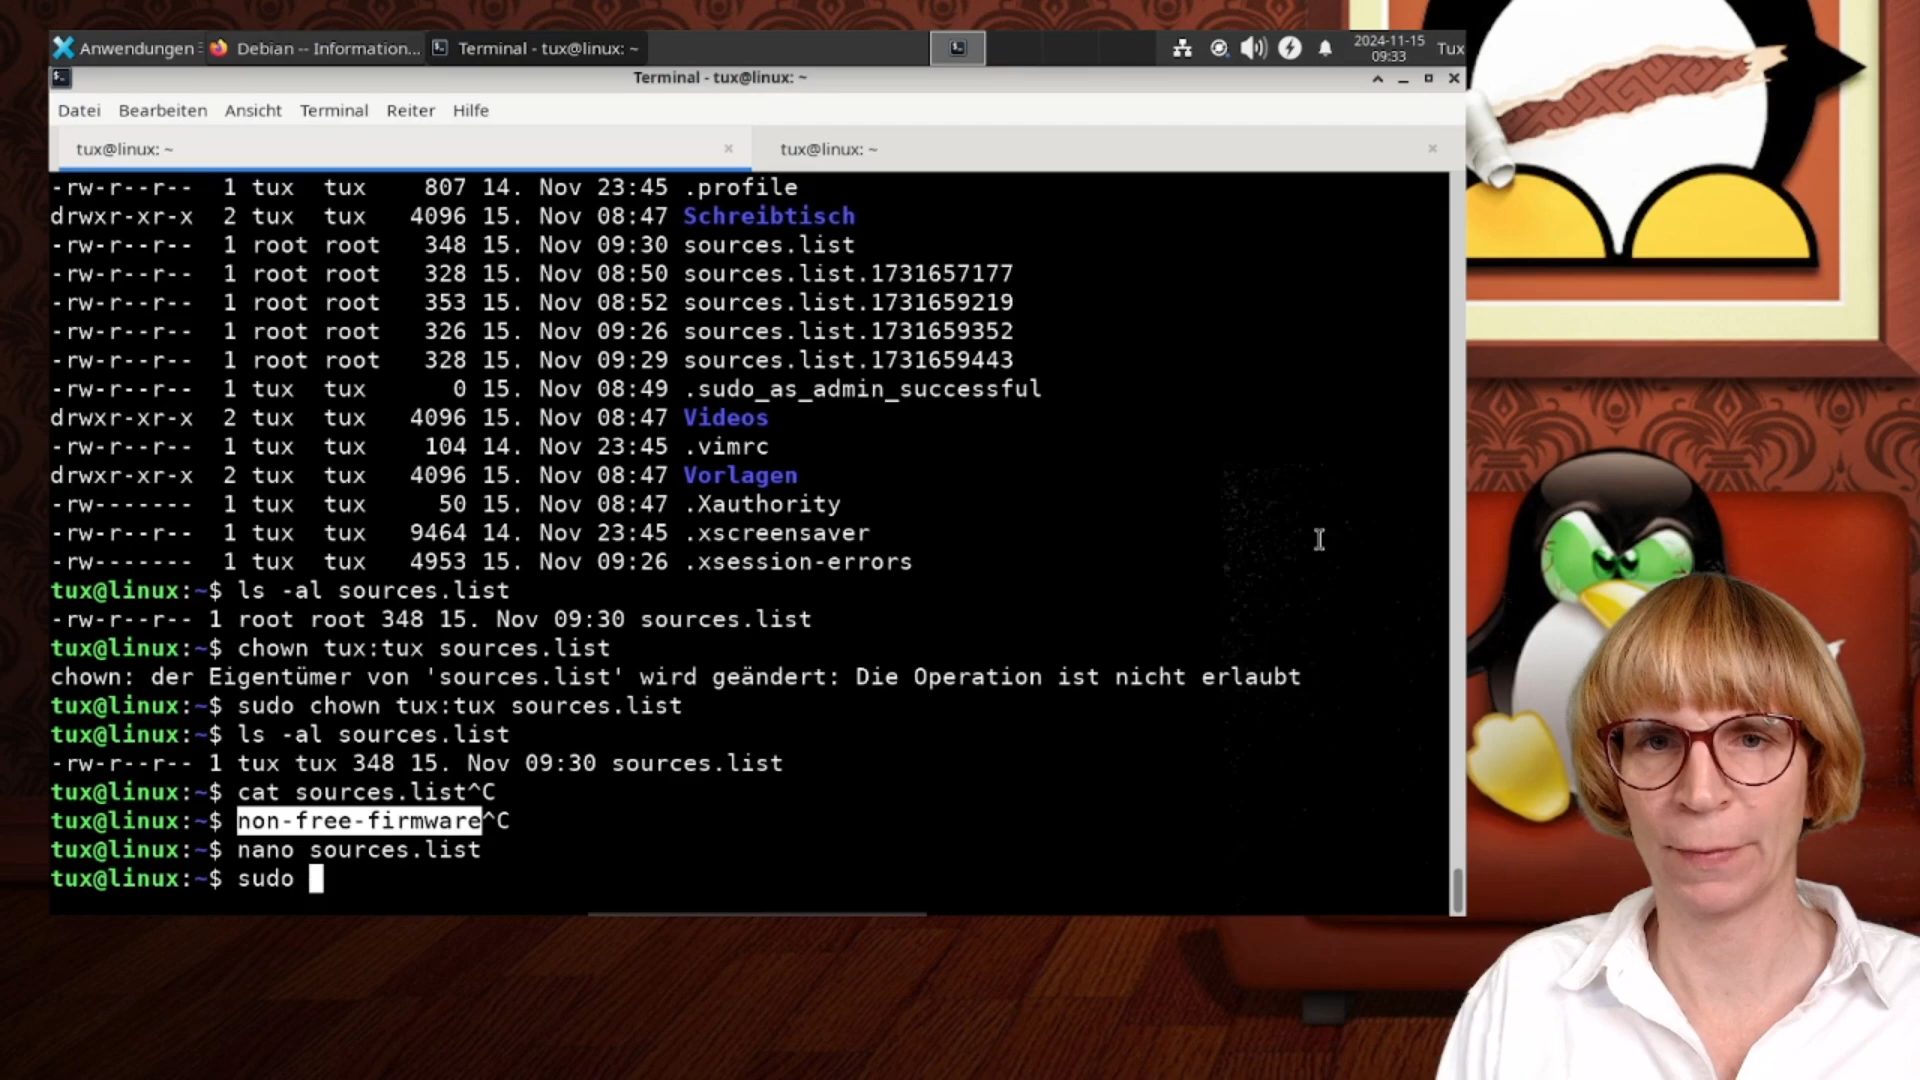 Anwendungen
Debian -- Information...
Terminal - tux@linux: ~
2024-11-15
09:33
Tux
Terminal - tux@linux: ~
Datei Bearbeiten Ansicht Terminal Reiter Hilfe
tux@linux: ~
tux@linux: ~
-rw-r--r-- 1 tux tux 807 14. Nov 23:45 .profile
drwxr-xr-x 2 tux tux 4096 15. Nov 08:47 Schreibtisch
-rw-r--r-- 1 root root 348 15. Nov 09:30 sources.list
-rw-r--r-- 1 root root 328 15. Nov 08:50 sources.list.1731657177
-rw-r--r-- 1 root root 353 15. Nov 08:52 sources.list.1731659219
-rw-r--r-- 1 root root 326 15. Nov 09:26 sources.list.1731659352
-rw-r--r-- 1 root root 328 15. Nov 09:29 sources.list.1731659443
-rw-r--r-- 1 tux tux 0 15. Nov 08:49 .sudo_as_admin_successful
drwxr-xr-x 2 tux tux 4096 15. Nov 08:47 Videos
-rw-r--r-- 1 tux tux 104 14. Nov 23:45 .vimrc
drwxr-xr-x 2 tux tux 4096 15. Nov 08:47 Vorlagen
-rw------- 1 tux tux 50 15. Nov 08:47 .Xauthority
-rw-r--r-- 1 tux tux 9464 14. Nov 23:45 .xscreensaver
-rw------- 1 tux tux 4953 15. Nov 09:26 .xsession-errors
tux@linux:~$ ls -al sources.list
-rw-r--r-- 1 root root 348 15. Nov 09:30 sources.list
tux@linux:~$ chown tux:tux sources.list
chown: der Eigentümer von 'sources.list' wird geändert: Die Operation ist nicht erlaubt
tux@linux:~$ sudo chown tux:tux sources.list
tux@linux:~$ ls -al sources.list
-rw-r--r-- 1 tux tux 348 15. Nov 09:30 sources.list
tux@linux:~$ cat sources.list^C
tux@linux:~$ non-free-firmware^C
tux@linux:~$ nano sources.list
tux@linux:~$ sudo